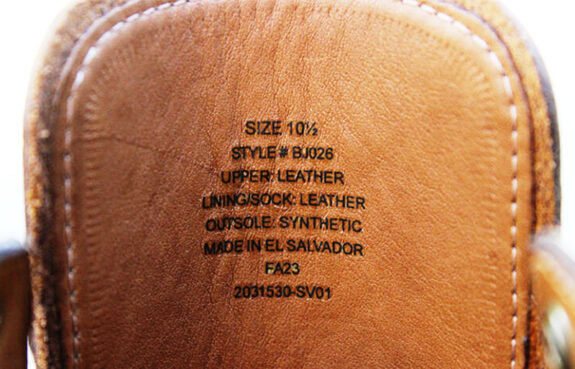 SIZE 10½
STYLE # BJ026
UPPER: LEATHER
LINING/SOCK: LEATHER
OUTSOLE: SYNTHETIC
MADE IN EL SALVADOR
FA23
2031530-SV01